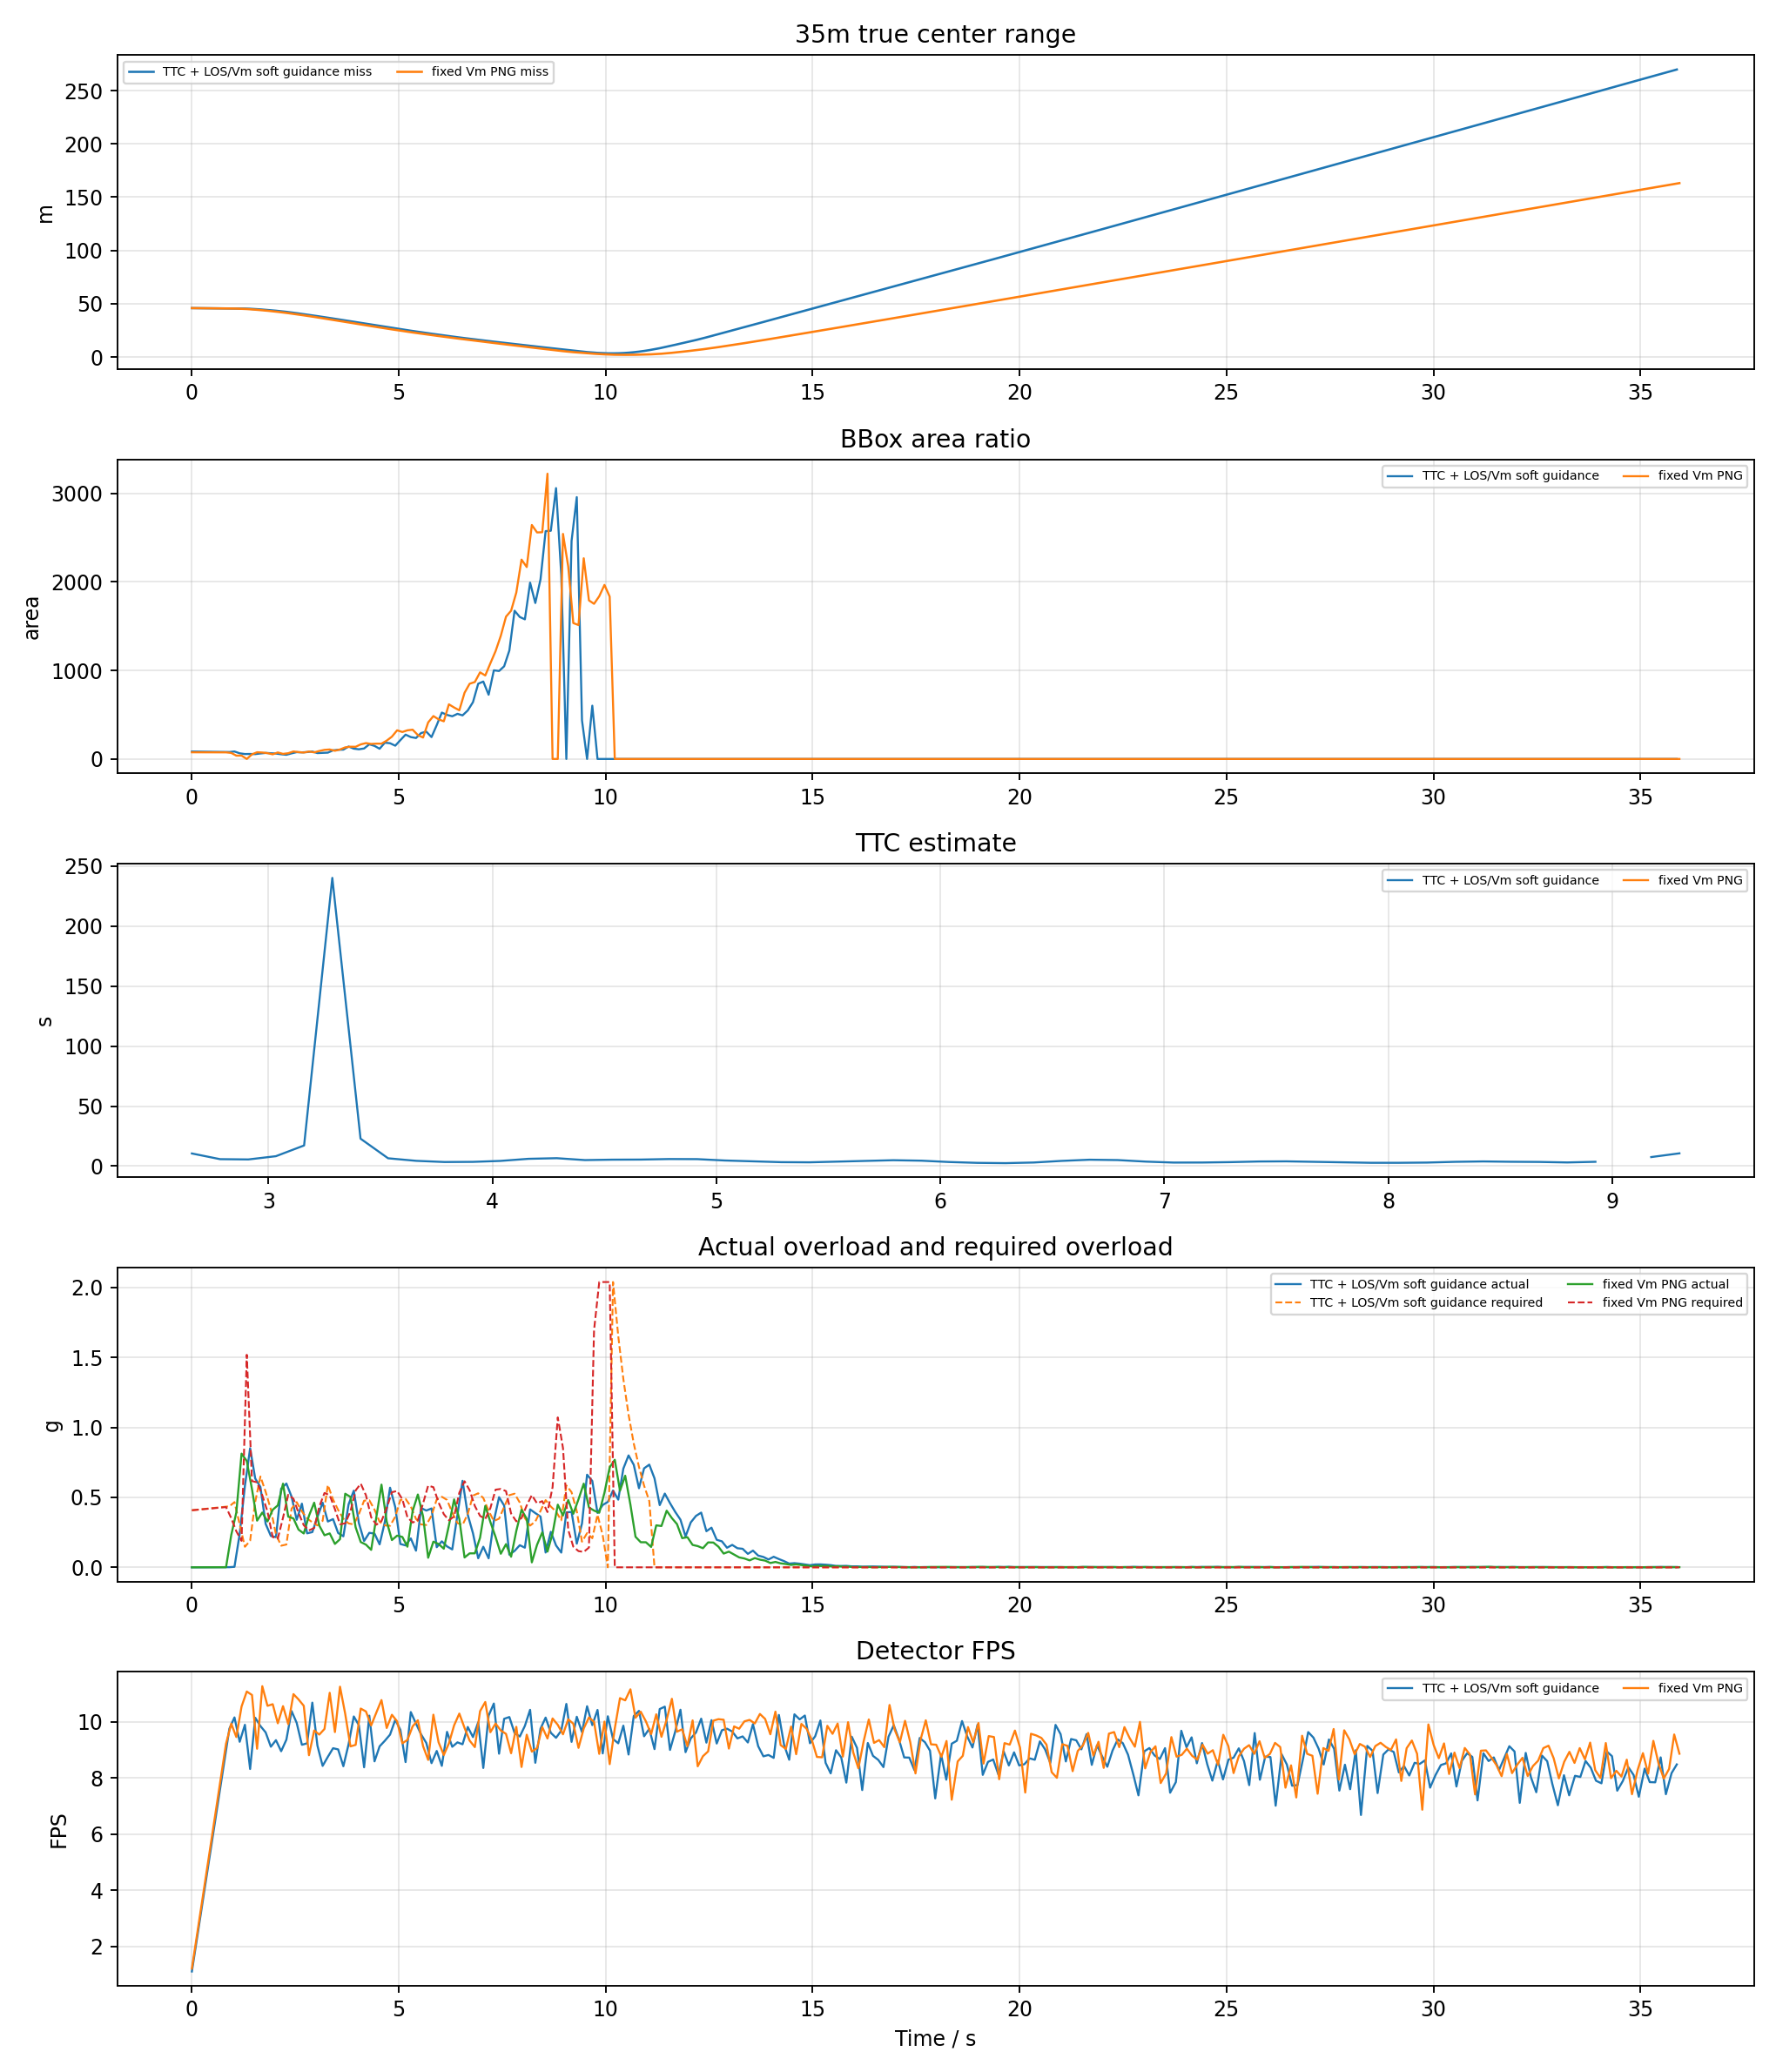 35m true center range
TTC + LOS/Vm soft guidance miss fixed Vm PNG miss
250
200
150
100
50
0
m
0 5 10 15 20 25 30 35
BBox area ratio
TTC + LOS/Vm soft guidance fixed Vm PNG
3000
2000
1000
0
area
0 5 10 15 20 25 30 35
TTC estimate
TTC + LOS/Vm soft guidance fixed Vm PNG
250
200
150
100
50
0
s
3 4 5 6 7 8 9
Actual overload and required overload
TTC + LOS/Vm soft guidance actual fixed Vm PNG actual
TTC + LOS/Vm soft guidance required fixed Vm PNG required
2.0
1.5
1.0
0.5
0.0
g
0 5 10 15 20 25 30 35
Detector FPS
TTC + LOS/Vm soft guidance fixed Vm PNG
10
8
6
4
2
FPS
0 5 10 15 20 25 30 35
Time / s